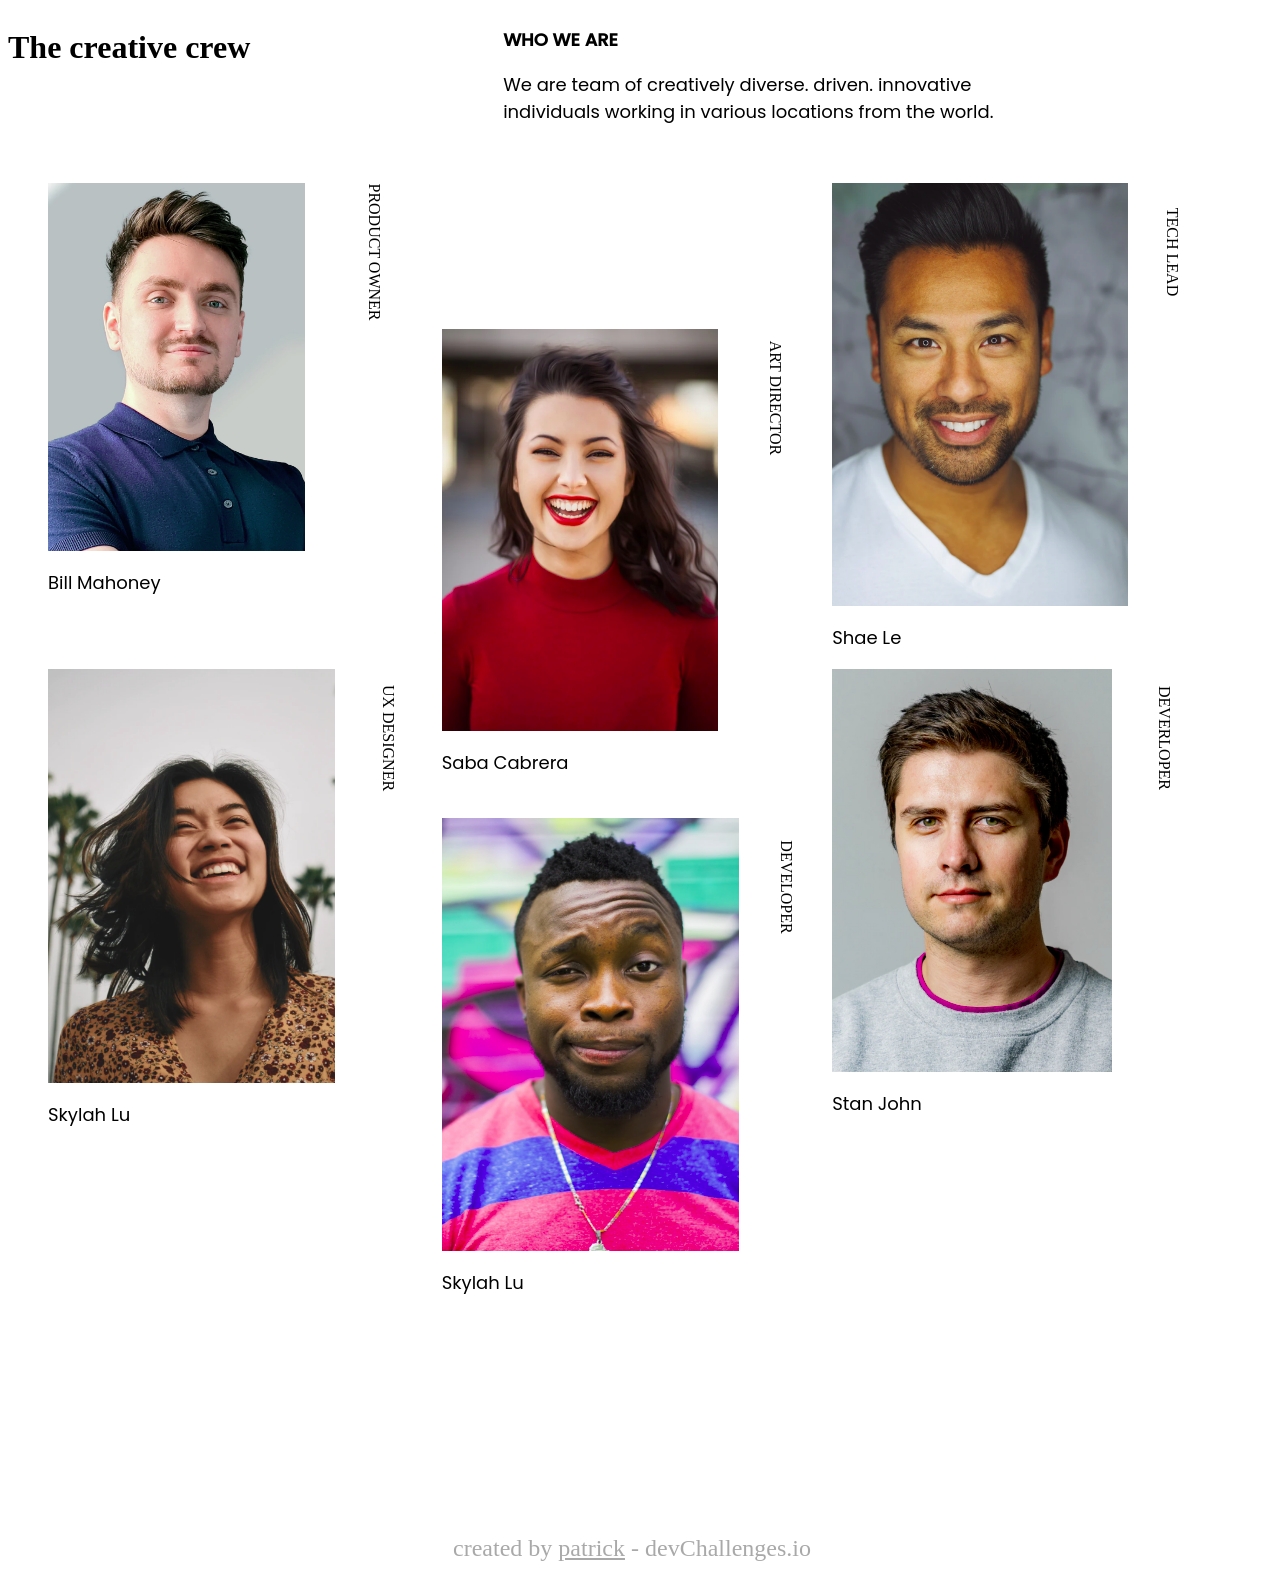 The creative crew
WHO WE ARE
We are team of creatively diverse. driven. innovative
individuals working in various locations from the world.
PRODUCT OWNER
Bill Mahoney
ART DIRECTOR
Saba Cabrera
TECH LEAD
Shae Le
UX DESIGNER
Skylah Lu
DEVELOPER
Skylah Lu
DEVERLOPER
Stan John
created by patrick - devChallenges.io